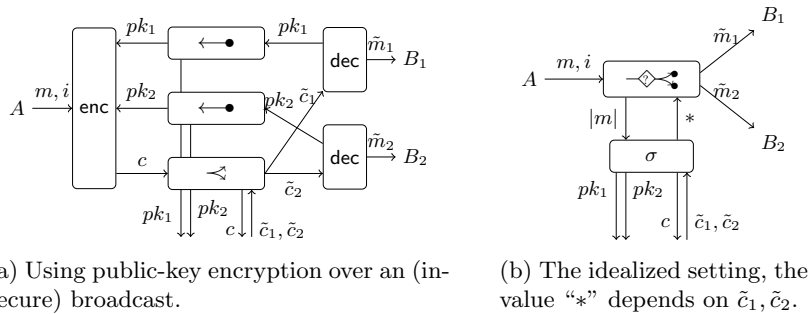 pk₁ pk₁ m̃₁ B₁
dec
m, i pk₂ pk₂ c̃₁
A enc
m̃₂ B₂
dec
c c̃₂
pk₁ pk₂
c c̃₁, c̃₂
a) Using public-key encryption over an (in-
ecure) broadcast.
B₁
m̃₁
m, i
A ?
m̃₂
|m| *
B₂
σ
pk₁ pk₂
c c̃₁, c̃₂
(b) The idealized setting, the
value “*” depends on c̃₁, c̃₂.